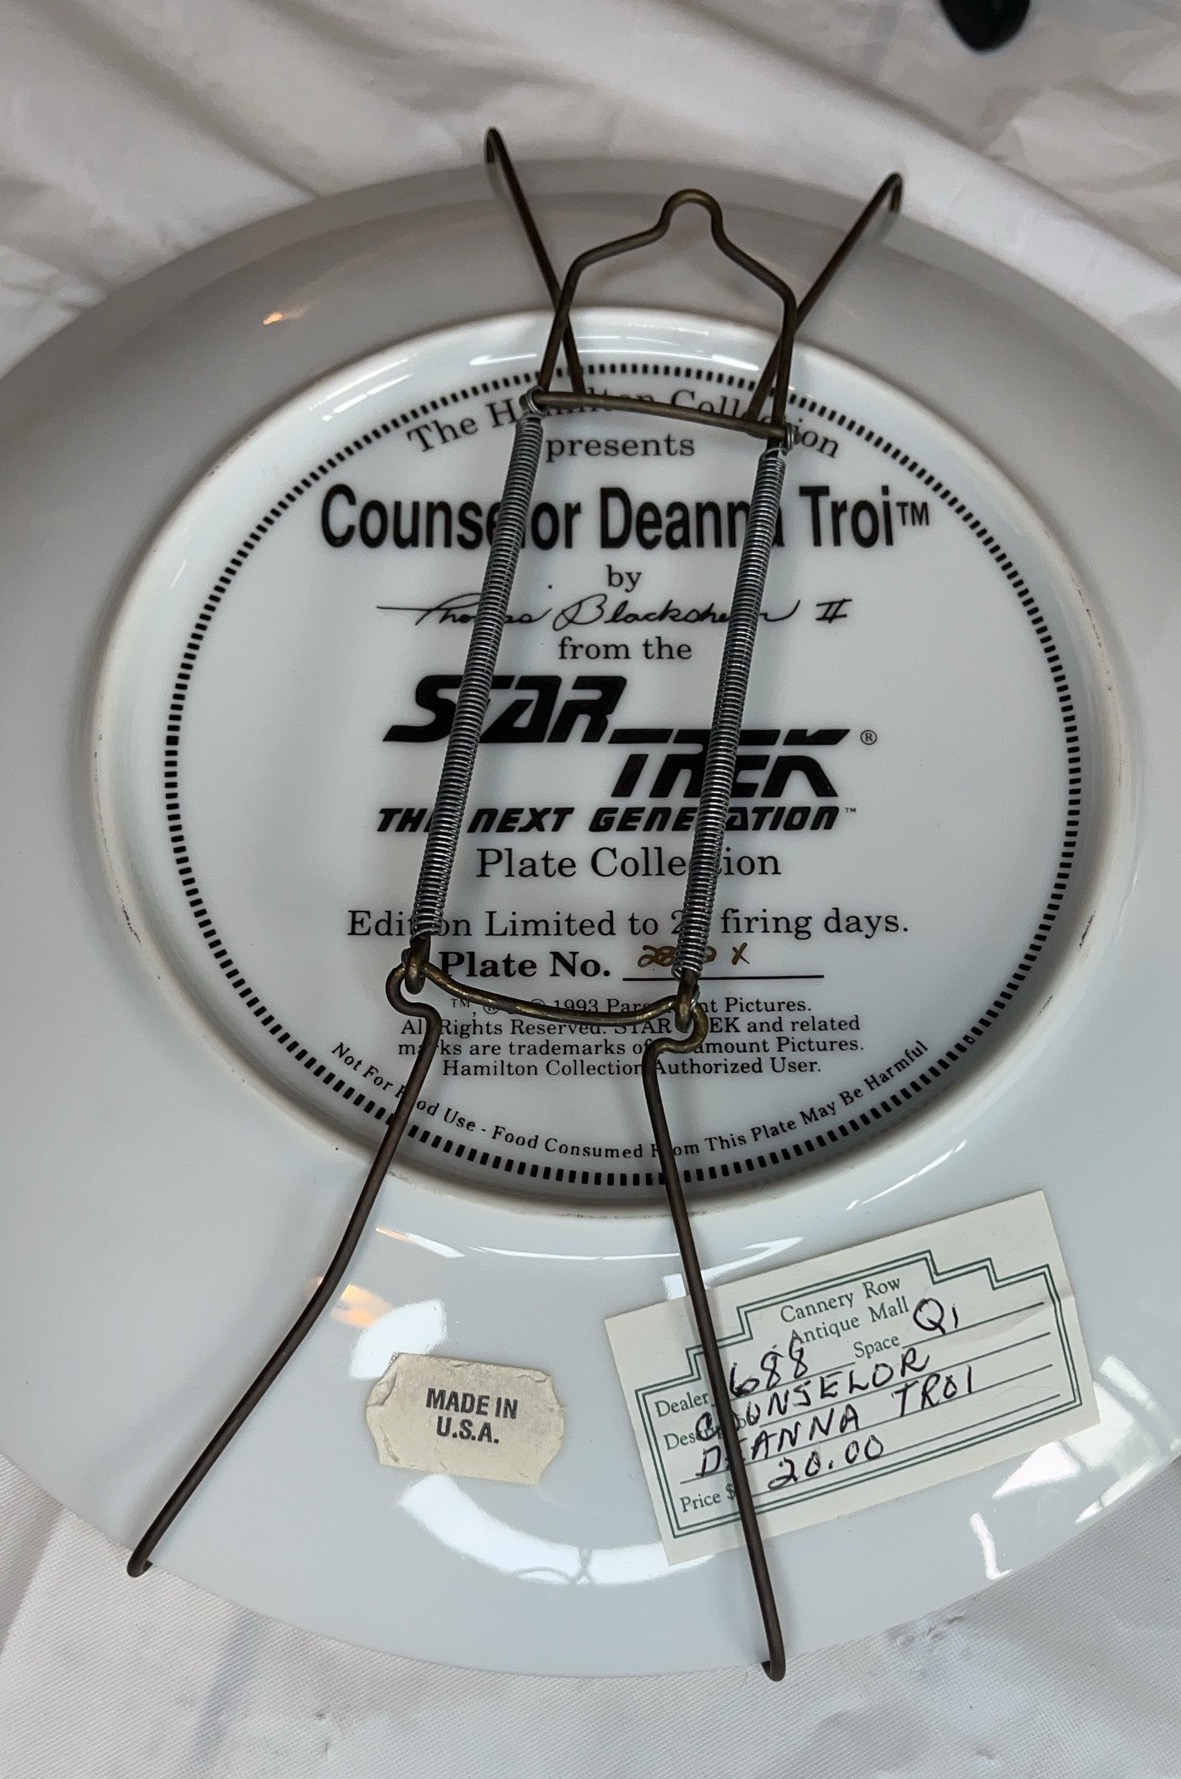 The Hamilton Collection
presents
Counselor Deanna Troi™
by
Thomas Blackshear II
from the
STAR
TREK®
THE NEXT GENERATION™
Plate Collection
Edition Limited to firing days.
Plate No.
™, ® © 1993 Paramount Pictures.
All Rights Reserved. STAR TREK and related
marks are trademarks of Paramount Pictures.
Hamilton Collection Authorized User.
Not For Food Use - Food Consumed From This Plate May Be Harmful
MADE IN
U.S.A.
Cannery Row
Antique Mall
Dealer 688 Space Q1
Description COUNSELOR
DEANNA TROI
Price $ 20.00